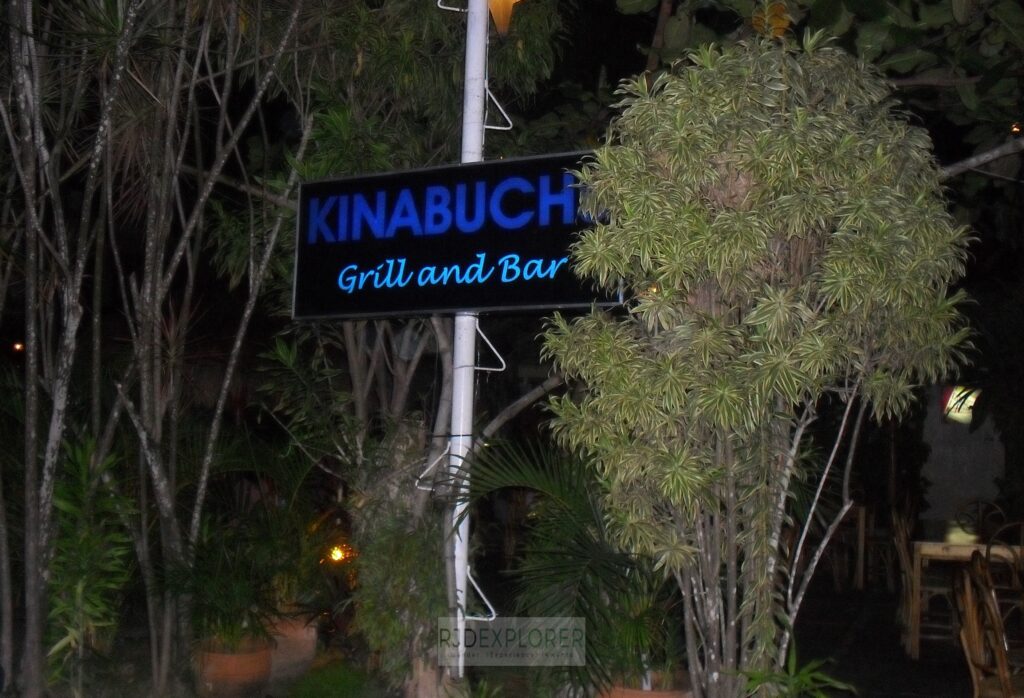 KINABUCH
Grill and Bar
RJDEXPLORER